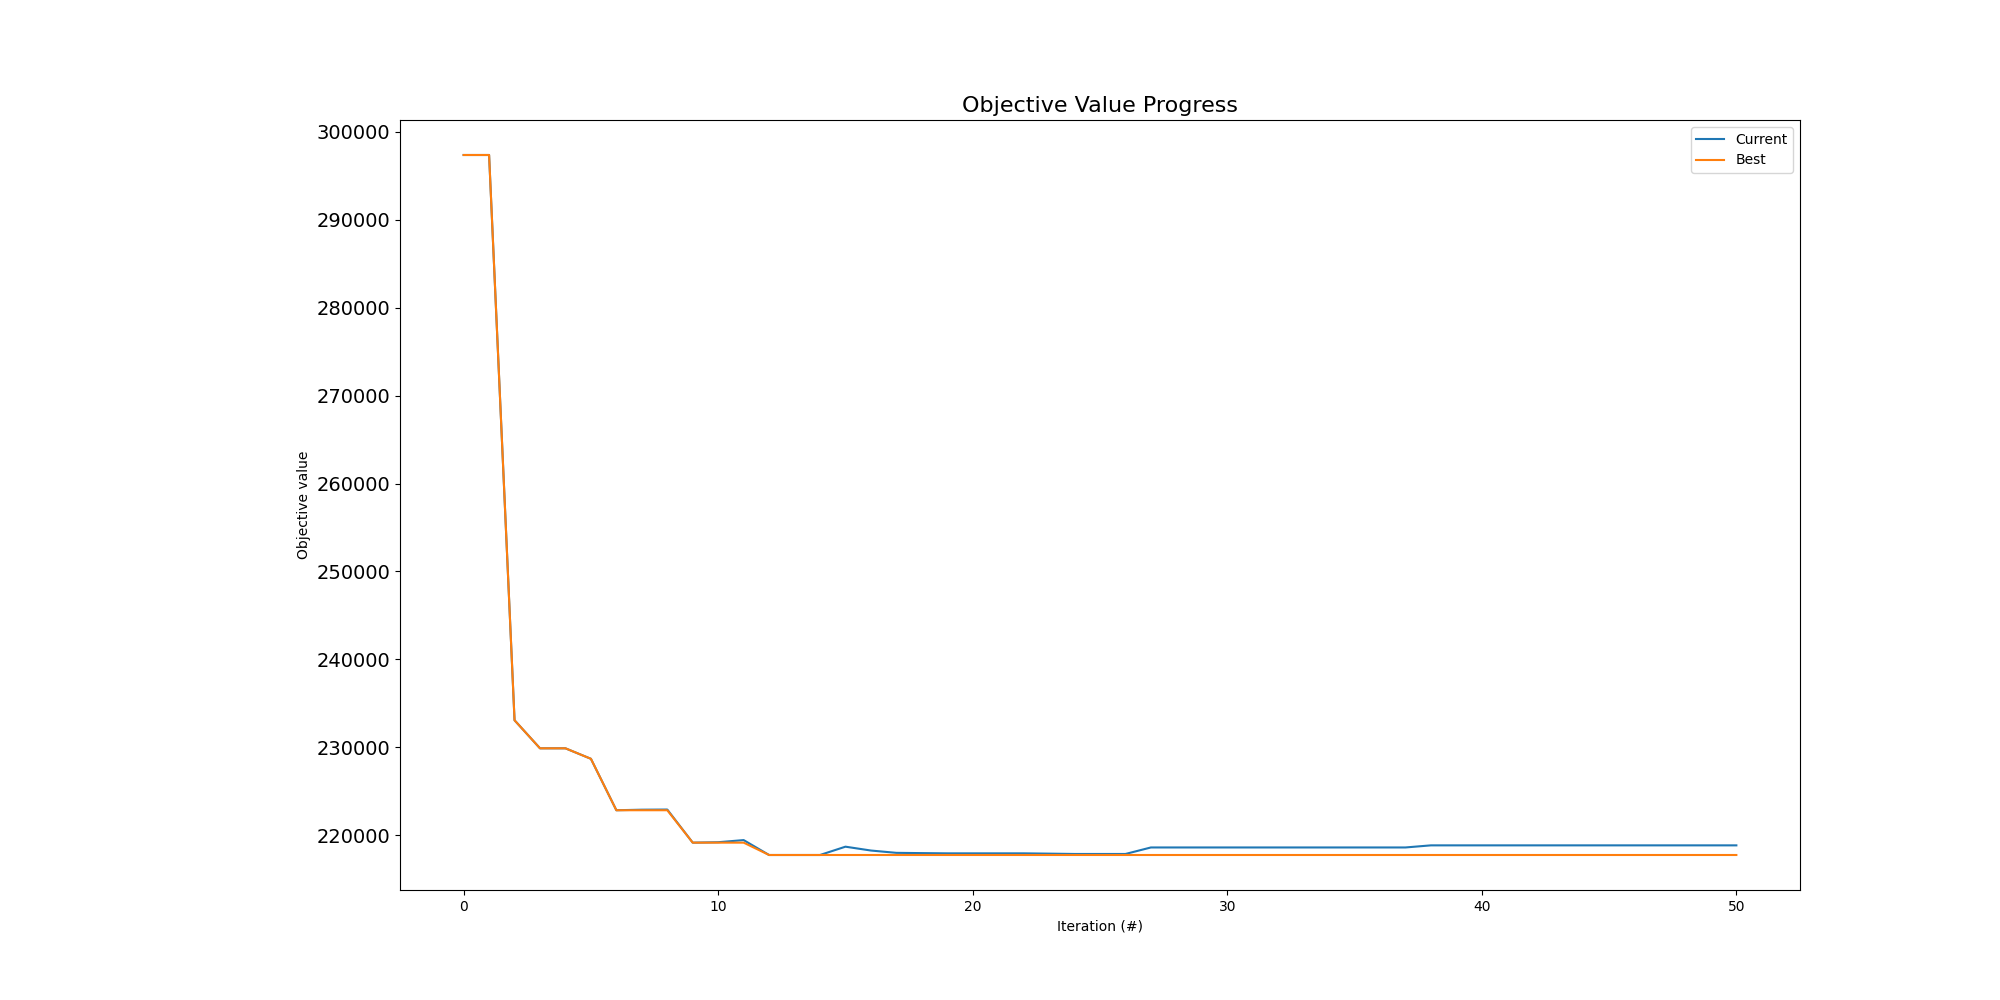 Objective Value Progress
Current
Best
300000
290000
280000
270000
260000
250000
240000
230000
220000
Objective value
0 10 20 30 40 50
Iteration (#)